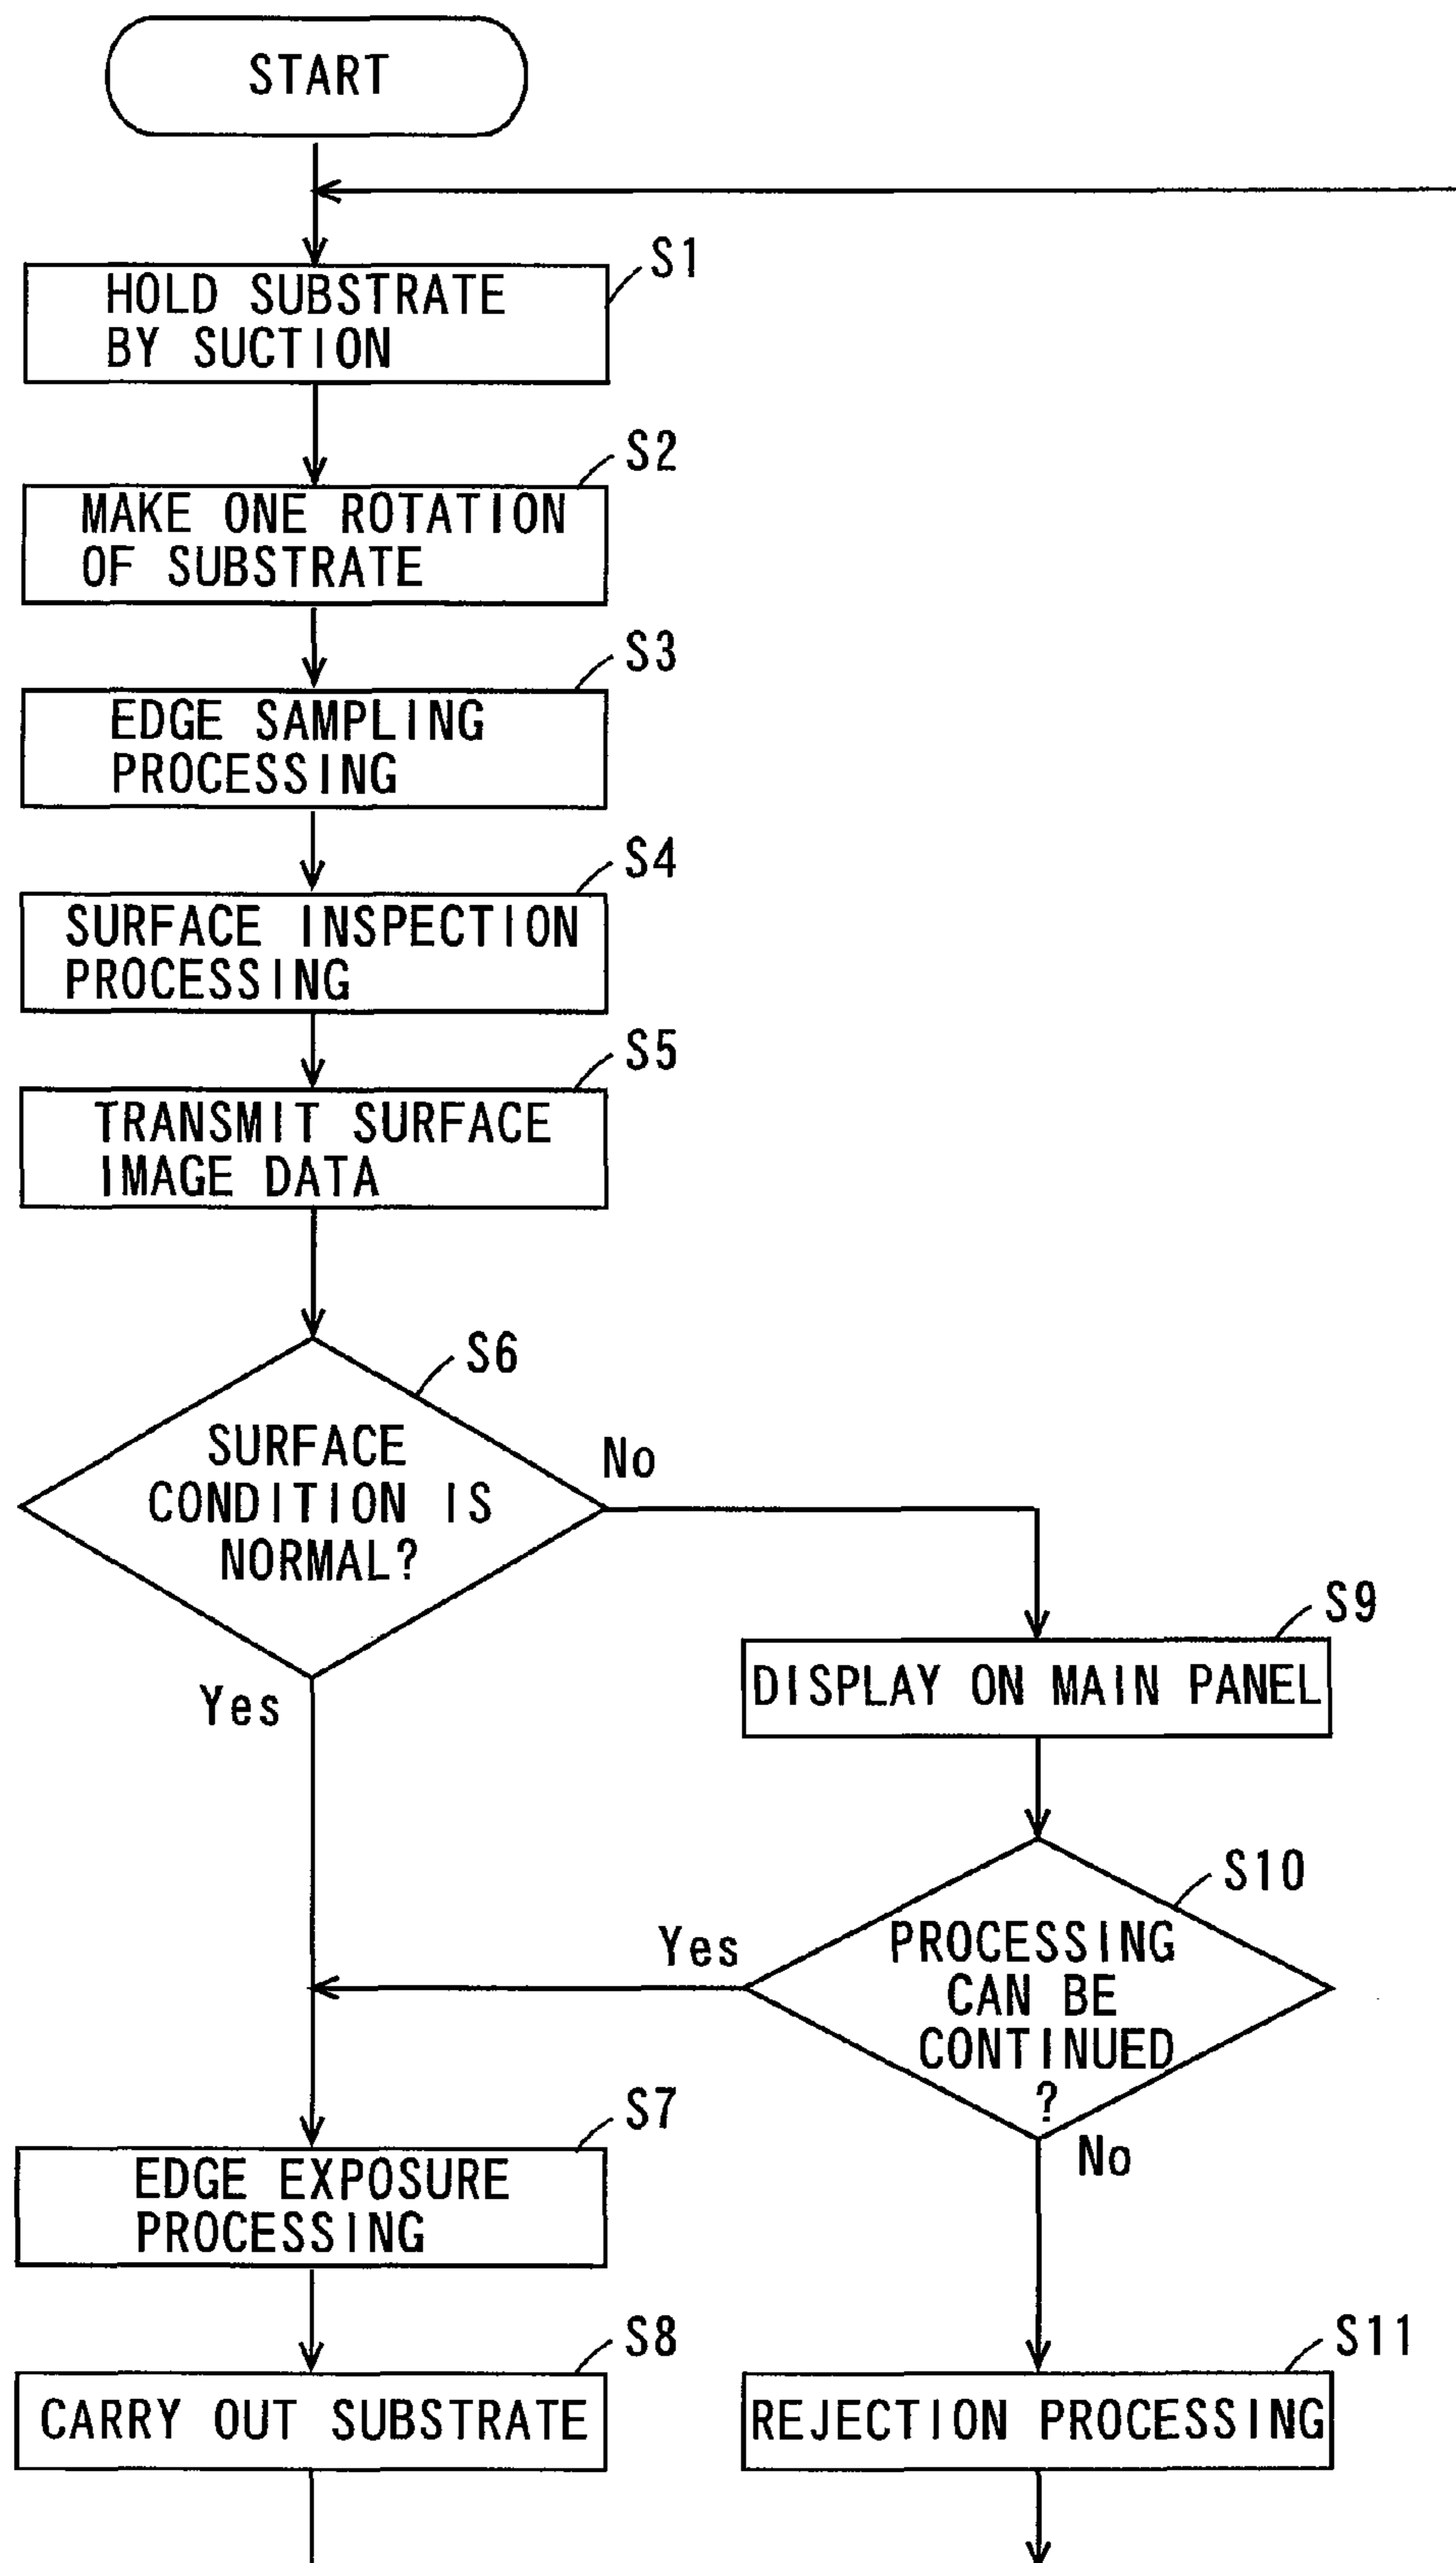 START
S1
HOLD SUBSTRATE
BY SUCTION
S2
MAKE ONE ROTATION
OF SUBSTRATE
S3
EDGE SAMPLING
PROCESSING
S4
SURFACE INSPECTION
PROCESSING
S5
TRANSMIT SURFACE
IMAGE DATA
S6
SURFACE
CONDITION IS
NORMAL?
No
Yes
S9
DISPLAY ON MAIN PANEL
S10
PROCESSING
CAN BE
CONTINUED
?
Yes
No
S7
EDGE EXPOSURE
PROCESSING
S8
CARRY OUT SUBSTRATE
S11
REJECTION PROCESSING